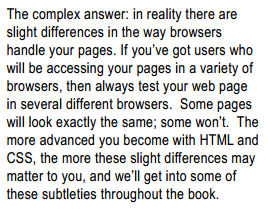 The complex answer: in reality there are
slight differences in the way browsers
handle your pages. If you've got users who
will be accessing your pages in a variety of
browsers, then always test your web page
in several different browsers.  Some pages
will look exactly the same; some won't.  The
more advanced you become with HTML and
CSS, the more these slight differences may
matter to you, and we'll get into some of
these subtleties throughout the book.